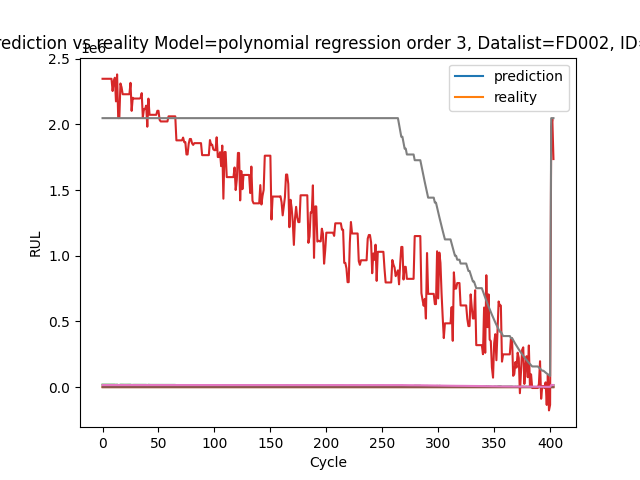 rediction vs reality Model=polynomial regression order 3, Datalist=FD002, ID=
1e6
2.5
2.0
1.5
1.0
0.5
0.0
RUL
prediction
reality
0 50 100 150 200 250 300 350 400
Cycle